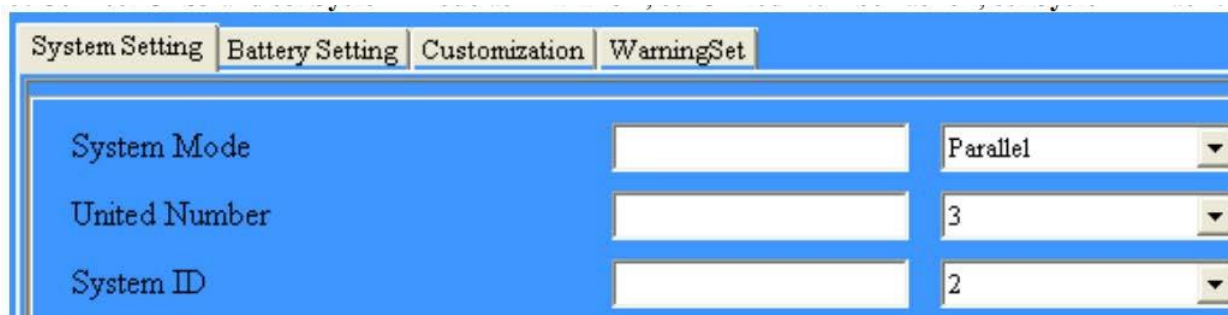 System Setting Battery Setting Customization WarningSet
System Mode Parallel
United Number 3
System ID 2